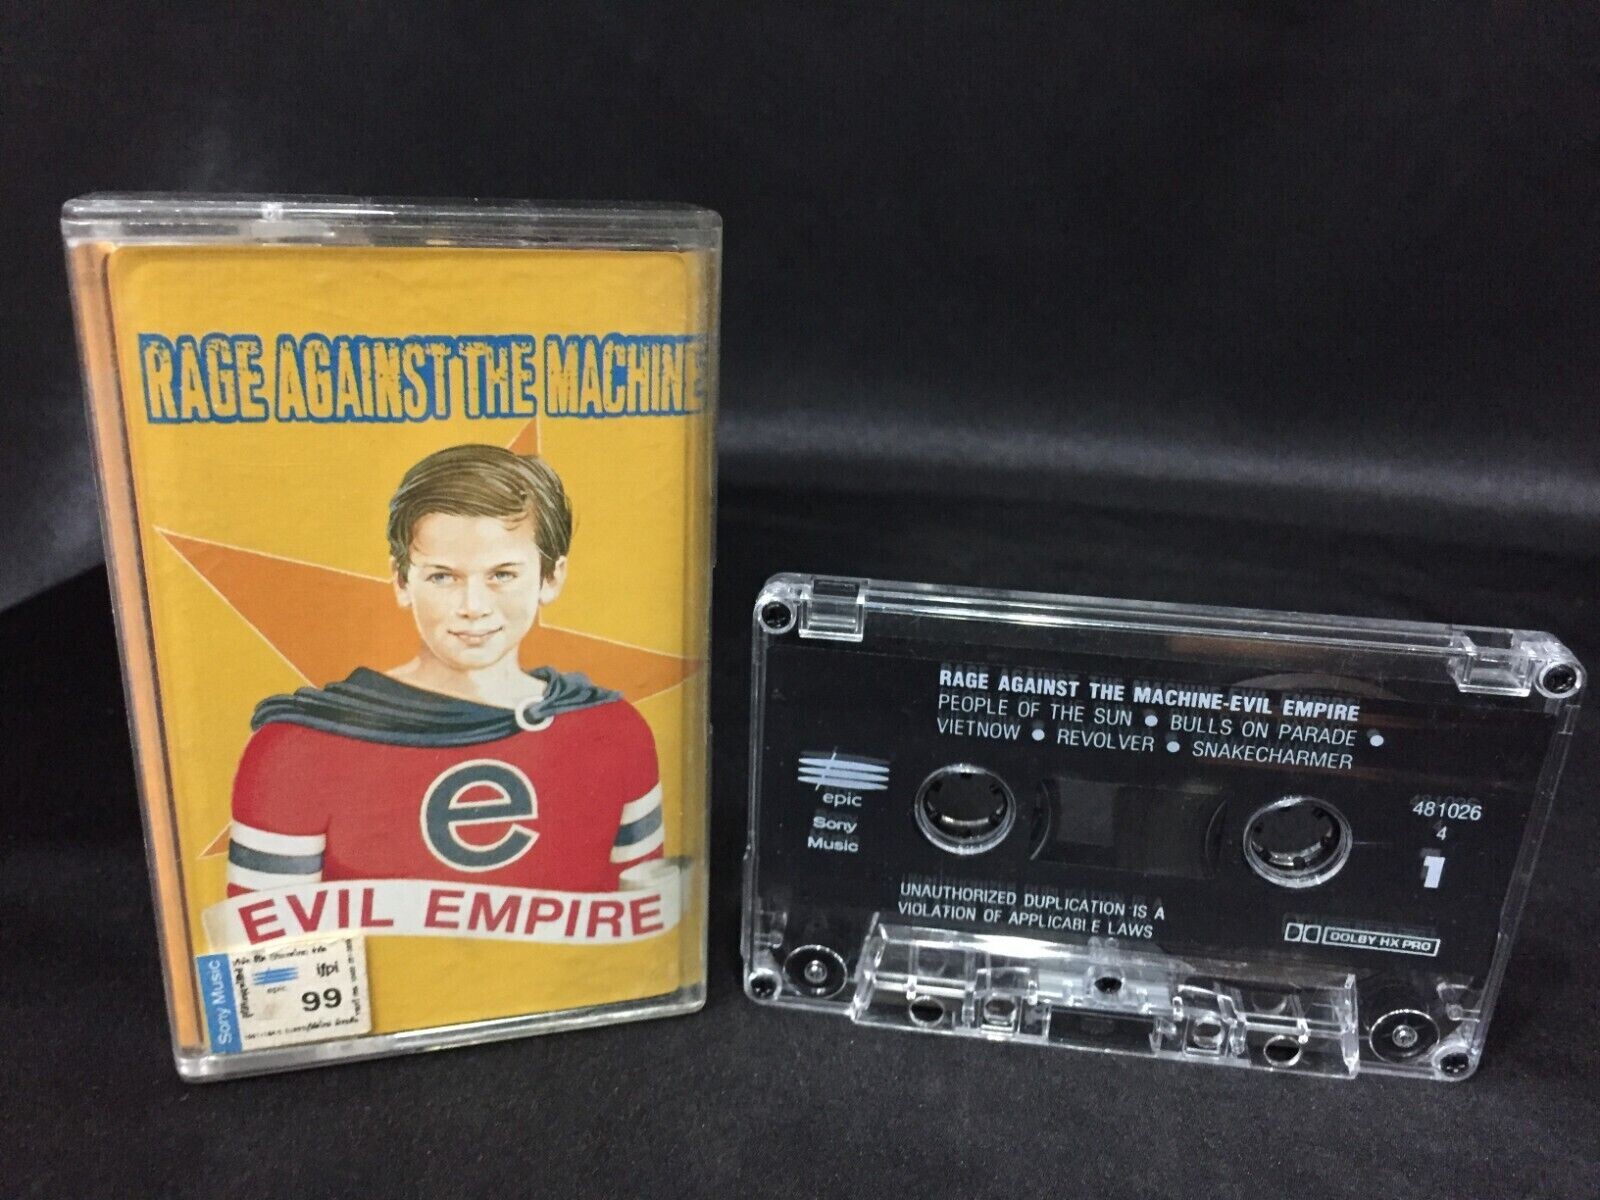 RAGE AGAINST THE MACHINE
e
EVIL EMPIRE
Sony Music
epic
ifpi
99
RAGE AGAINST THE MACHINE-EVIL EMPIRE
PEOPLE OF THE SUN ● BULLS ON PARADE ●
VIETNOW ● REVOLVER ● SNAKECHARMER
epic
Sony
Music
481026
4
1
UNAUTHORIZED DUPLICATION IS A
VIOLATION OF APPLICABLE LAWS
DOLBY HX PRO